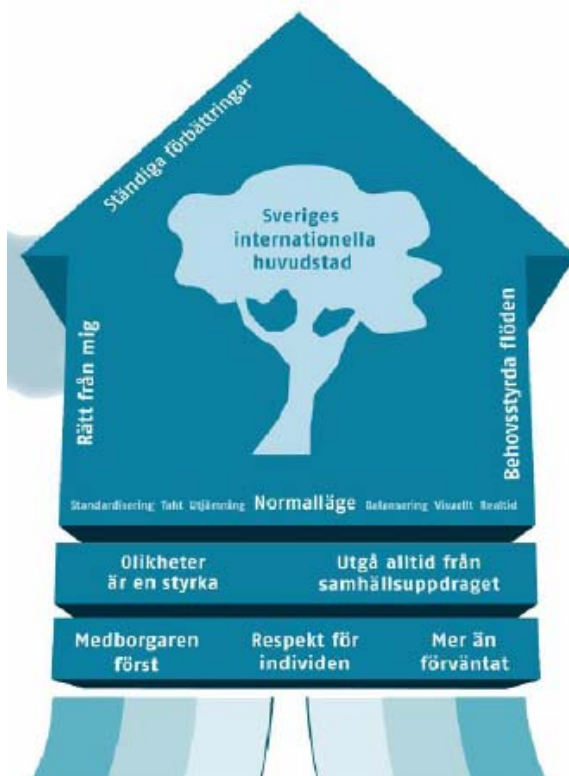 Ständiga förbättringar
Sveriges
internationella
huvudstad
Rätt från mig
Behovsstyrda flöden
Standardisering Takt Utjämning Normalläge Balansering Visuellt Realtid
Olikheter
är en styrka
Utgå alltid från
samhällsuppdraget
Medborgaren
först
Respekt för
individen
Mer än
förväntat